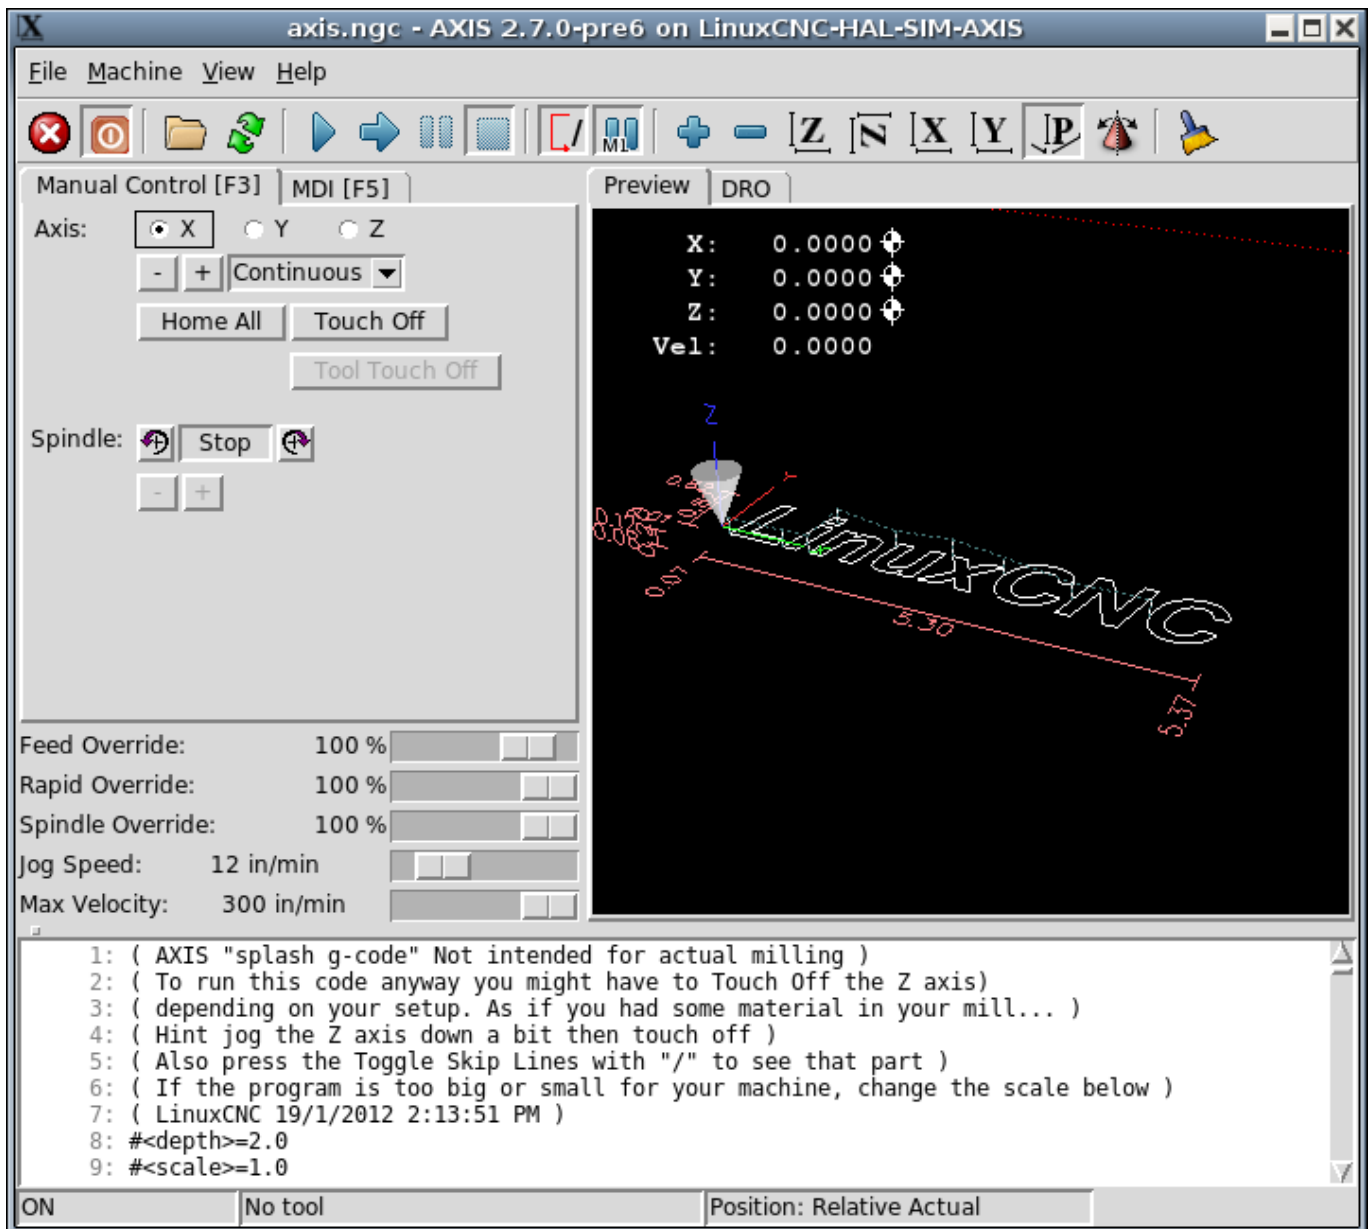 axis.ngc - AXIS 2.7.0-pre6 on LinuxCNC-HAL-SIM-AXIS
File Machine View Help
M1 Z N X Y P
Manual Control [F3] MDI [F5]
Preview DRO
Axis: X Y Z
- + Continuous
Home All Touch Off
Tool Touch Off
Spindle: Stop
- +
X: 0.0000
Y: 0.0000
Z: 0.0000
Vel: 0.0000
Z
Y
LinuxCNC
0.07
5.30
5.37
Feed Override: 100 %
Rapid Override: 100 %
Spindle Override: 100 %
Jog Speed: 12 in/min
Max Velocity: 300 in/min
1: ( AXIS "splash g-code" Not intended for actual milling )
2: ( To run this code anyway you might have to Touch Off the Z axis)
3: ( depending on your setup. As if you had some material in your mill... )
4: ( Hint jog the Z axis down a bit then touch off )
5: ( Also press the Toggle Skip Lines with "/" to see that part )
6: ( If the program is too big or small for your machine, change the scale below )
7: ( LinuxCNC 19/1/2012 2:13:51 PM )
8: #<depth>=2.0
9: #<scale>=1.0
ON No tool Position: Relative Actual